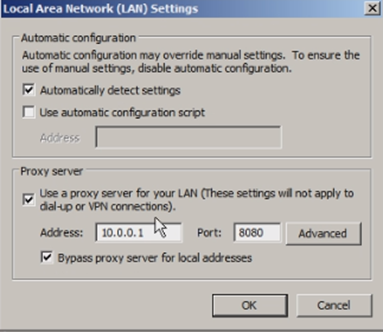 Local Area Network (LAN) Settings
Automatic configuration
Automatic configuration may override manual settings. To ensure the
use of manual settings, disable automatic configuration.
Automatically detect settings
Use automatic configuration script
Address
Proxy server
Use a proxy server for your LAN (These settings will not apply to
dial-up or VPN connections).
Address: 10.0.0.1 Port: 8080 Advanced
Bypass proxy server for local addresses
OK Cancel